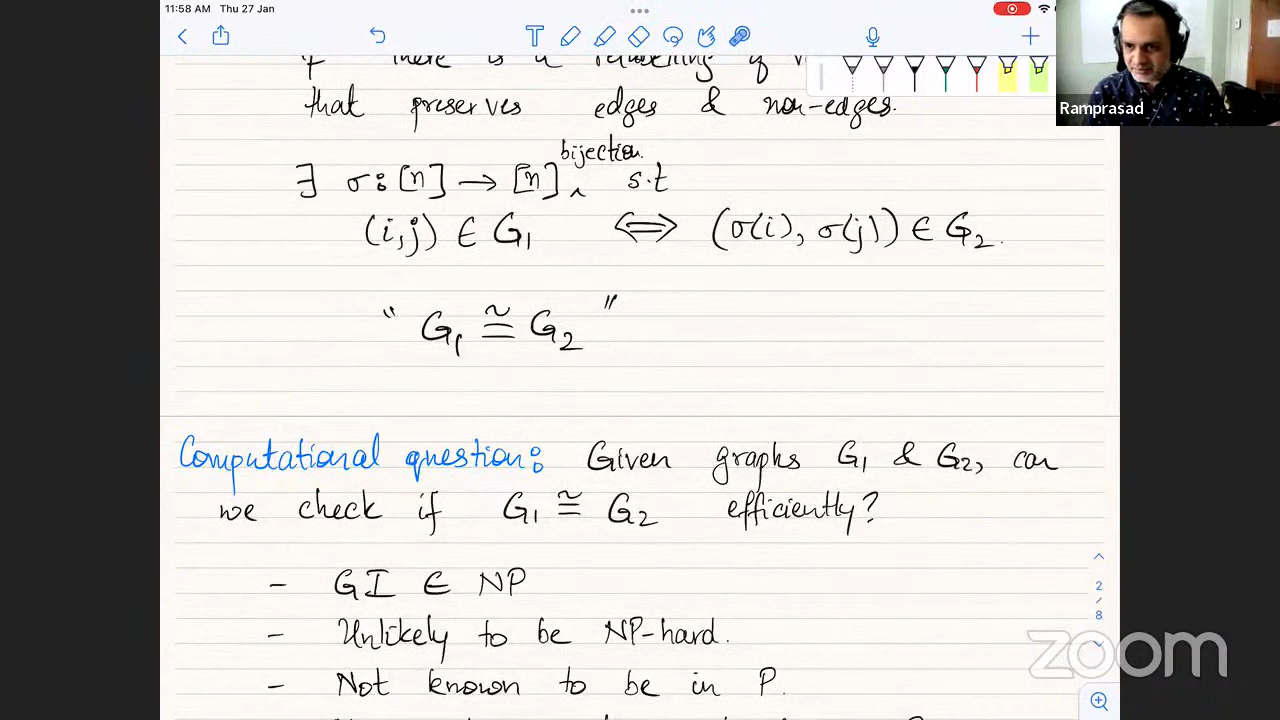 11:58 AM Thu 27 Jan
that preserves edges & non-edges.
bijection
∃ σ: [n] → [n] ^ s.t
(i,j) ∈ G₁ ⟺ (σ(i), σ(j)) ∈ G₂.
" G₁ ≅ G₂ "
Computational question: Given graphs G₁ & G₂, can
we check if G₁ ≅ G₂ efficiently?
- GI ∈ NP
- Unlikely to be NP-hard.
- Not known to be in P.
Ramprasad
2
8
zoom